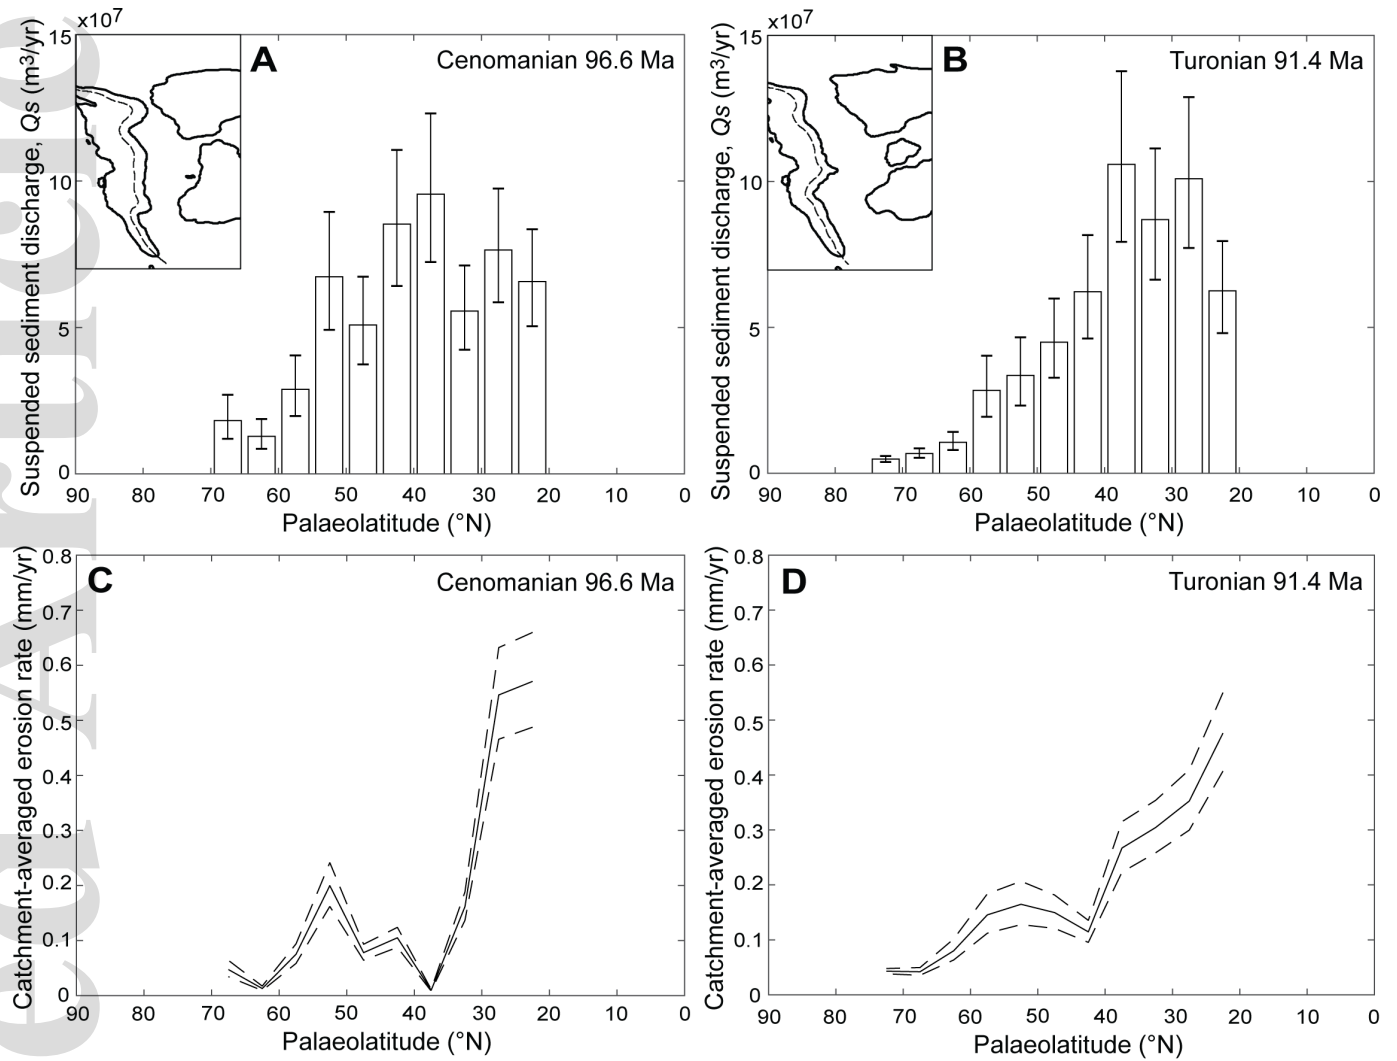 x10⁷
15
10
5
0
90 80 70 60 50 40 30 20 10 0
Suspended sediment discharge, Qs (m³/yr)
Palaeolatitude (°N)
A
Cenomanian 96.6 Ma
x10⁷
15
10
5
0
90 80 70 60 50 40 30 20 10 0
Suspended sediment discharge, Qs (m³/yr)
Palaeolatitude (°N)
B
Turonian 91.4 Ma
0.8
0.7
0.6
0.5
0.4
0.3
0.2
0.1
0
90 80 70 60 50 40 30 20 10 0
Catchment-averaged erosion rate (mm/yr)
Palaeolatitude (°N)
C
Cenomanian 96.6 Ma
0.8
0.7
0.6
0.5
0.4
0.3
0.2
0.1
0
90 80 70 60 50 40 30 20 10 0
Catchment-averaged erosion rate (mm/yr)
Palaeolatitude (°N)
D
Turonian 91.4 Ma
ed Article